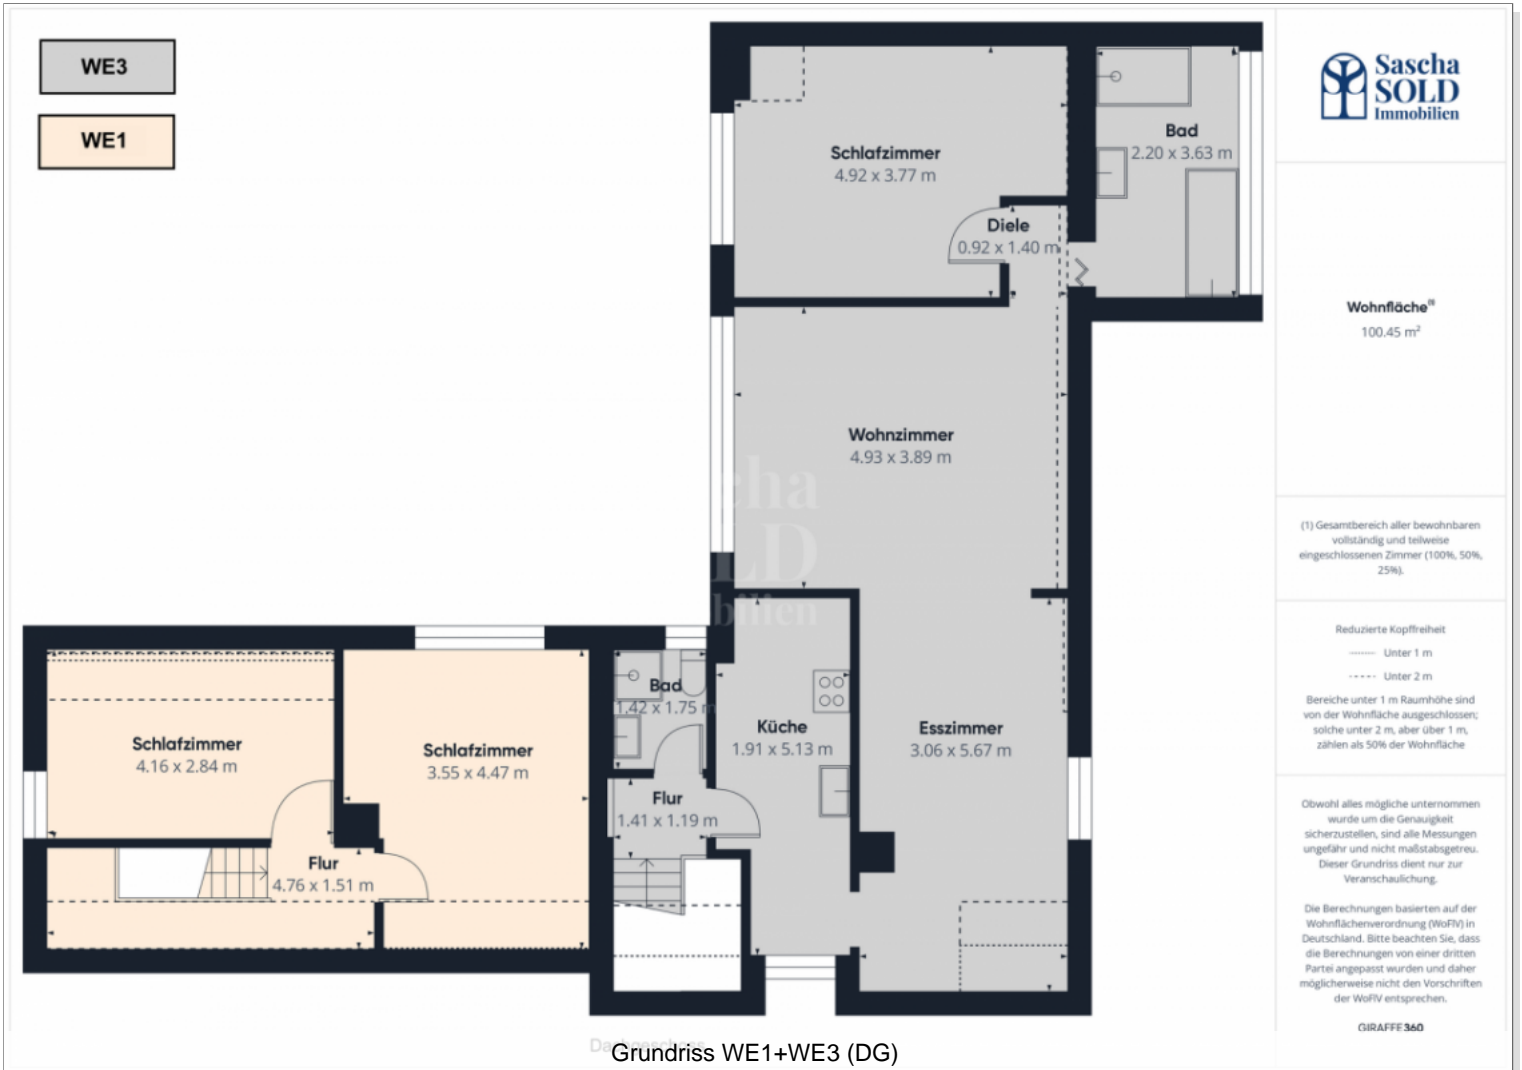 WE3
WE1
Schlafzimmer
4.92 x 3.77 m
Bad
2.20 x 3.63 m
Diele
0.92 x 1.40 m
Wohnzimmer
4.93 x 3.89 m
Schlafzimmer
4.16 x 2.84 m
Schlafzimmer
3.55 x 4.47 m
Flur
4.76 x 1.51 m
Bad
1.42 x 1.75 m
Flur
1.41 x 1.19 m
Küche
1.91 x 5.13 m
Esszimmer
3.06 x 5.67 m
cha
LD
bilien
Dachgeschoss
Grundriss WE1+WE3 (DG)
Sascha
SOLD
Immobilien
Wohnfläche(1)
100.45 m²
(1) Gesamtbereich aller bewohnbaren
vollständig und teilweise
eingeschlossenen Zimmer (100%, 50%,
25%).
Reduzierte Kopffreiheit
Unter 1 m
Unter 2 m
Bereiche unter 1 m Raumhöhe sind
von der Wohnfläche ausgeschlossen;
solche unter 2 m, aber über 1 m,
zählen als 50% der Wohnfläche
Obwohl alles mögliche unternommen
wurde um die Genauigkeit
sicherzustellen, sind alle Messungen
ungefähr und nicht maßstabsgetreu.
Dieser Grundriss dient nur zur
Veranschaulichung.
Die Berechnungen basierten auf der
Wohnflächenverordnung (WoFlV) in
Deutschland. Bitte beachten Sie, dass
die Berechnungen von einer dritten
Partei angepasst wurden und daher
möglicherweise nicht den Vorschriften
der WoFlV entsprechen.
GIRAFFE360